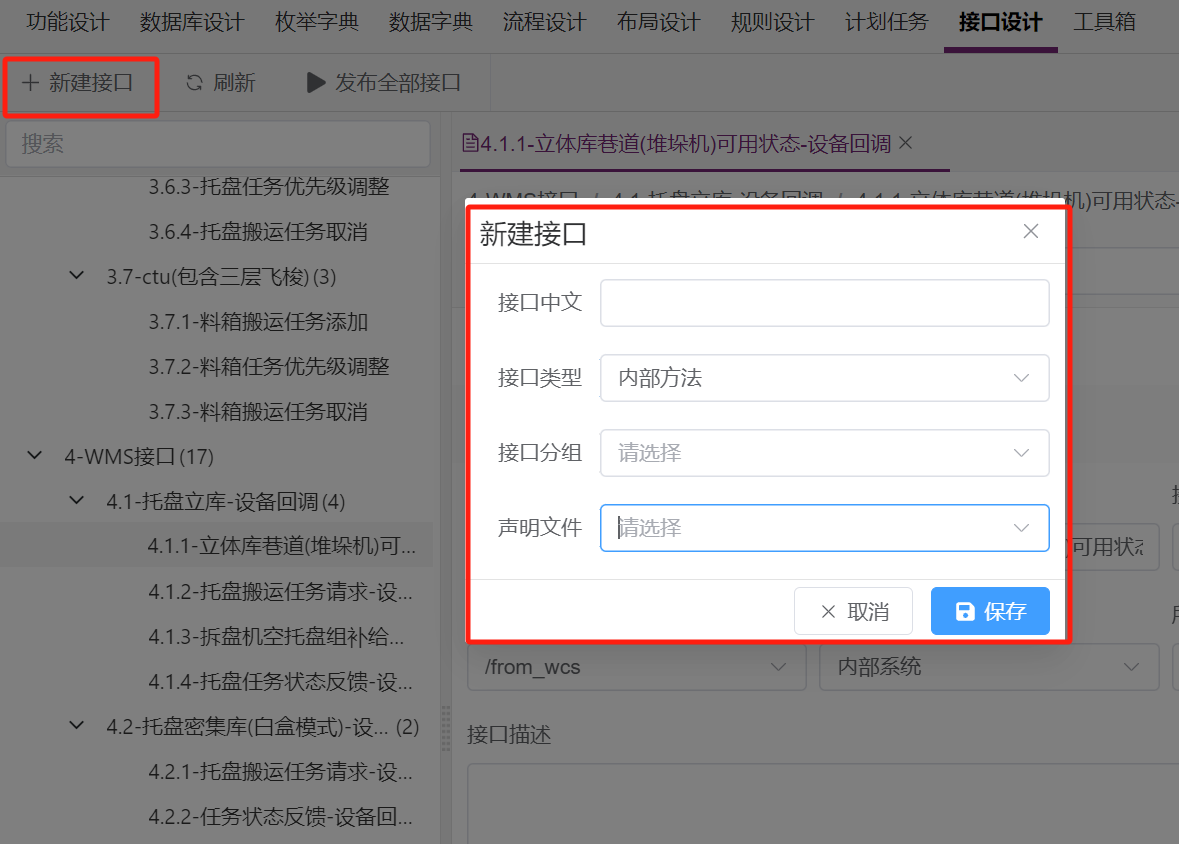 功能设计 数据库设计 枚举字典 数据字典 流程设计 布局设计 规则设计 计划任务 接口设计 工具箱
新建接口 刷新 发布全部接口
搜索
3.6.3-托盘任务优先级调整
3.6.4-托盘搬运任务取消
3.7-ctu(包含三层飞梭) (3)
3.7.1-料箱搬运任务添加
3.7.2-料箱任务优先级调整
3.7.3-料箱搬运任务取消
4-WMS接口 (17)
4.1-托盘立库-设备回调 (4)
4.1.1-立体库巷道(堆垛机)可...
4.1.2-托盘搬运任务请求-设...
4.1.3-拆盘机空托盘组补给...
4.1.4-托盘任务状态反馈-设...
4.2-托盘密集库(白盒模式)-设... (2)
4.2.1-托盘搬运任务请求-设...
4.2.2-任务状态反馈-设备回...
4.1.1-立体库巷道(堆垛机)可用状态-设备回调
4-WMS接口 / 4.1-托盘立库-设备回调 / 4.1.1-立体库巷道(堆垛机)可用状态-
新建接口
接口中文
接口类型 内部方法
接口分组 请选择
声明文件 请选择
取消 保存
可用状态
/from_wcs 内部系统
接口描述